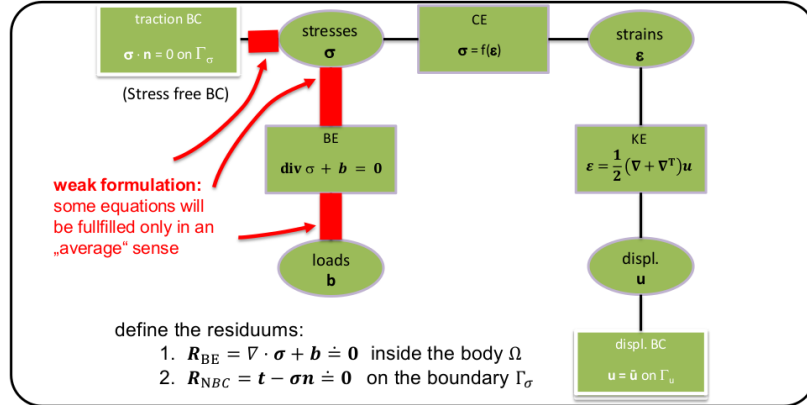 traction BC
σ · n = 0 on Γσ
(Stress free BC)
stresses
σ
CE
σ = f(ε)
strains
ε
BE
div σ + b = 0
KE
ε = 1/2 (∇ + ∇ᵀ)u
weak formulation:
some equations will
be fullfilled only in an
„average“ sense
loads
b
displ.
u
displ. BC
u = ū on Γu
define the residuums:
1. R_BE = ∇ · σ + b ≐ 0 inside the body Ω
2. R_NBC = t − σn ≐ 0 on the boundary Γσ